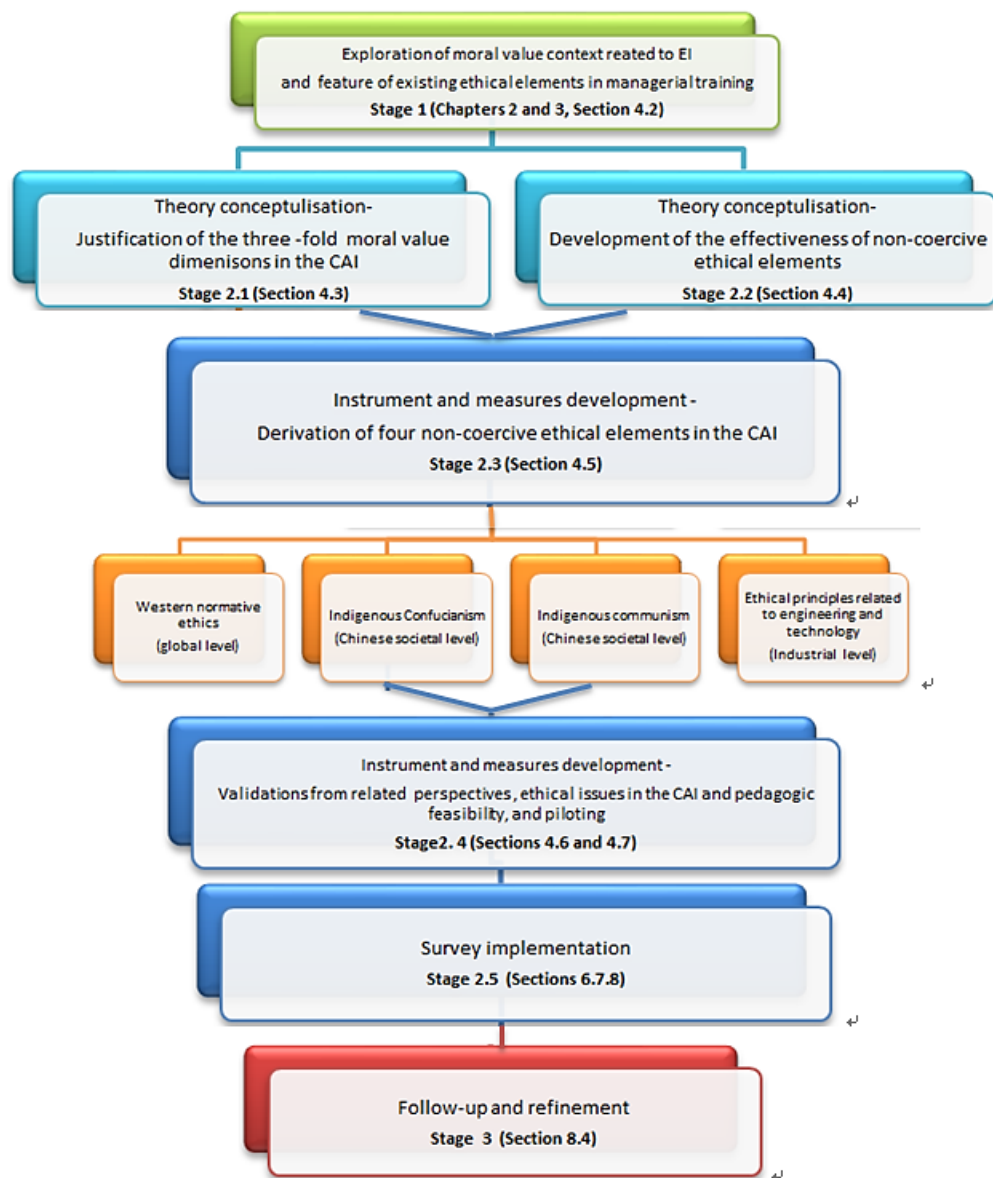 Exploration of moral value context reated to EI
and feature of existing ethical elements in managerial training
Stage 1 (Chapters 2 and 3, Section 4.2)
Theory conceptulisation-
Justification of the three -fold moral value
dimenisons in the CAI
Stage 2.1 (Section 4.3)
Theory conceptualisation-
Development of the effectiveness of non-coercive
ethical elements
Stage 2.2 (Section 4.4)
Instrument and measures development -
Derivation of four non-coercive ethical elements in the CAI
Stage 2.3 (Section 4.5)
Western normative
ethics
(global level)
Indigenous Confucianism
(Chinese societal level)
Indigenous communism
(Chinese societal level)
Ethical principles related
to engineering and
technology
(Industrial level)
Instrument and measures development -
Validations from related perspectives, ethical issues in the CAI and pedagogic
feasibility, and piloting
Stage2. 4 (Sections 4.6 and 4.7)
Survey implementation
Stage 2.5 (Sections 6.7.8)
Follow-up and refinement
Stage 3 (Section 8.4)